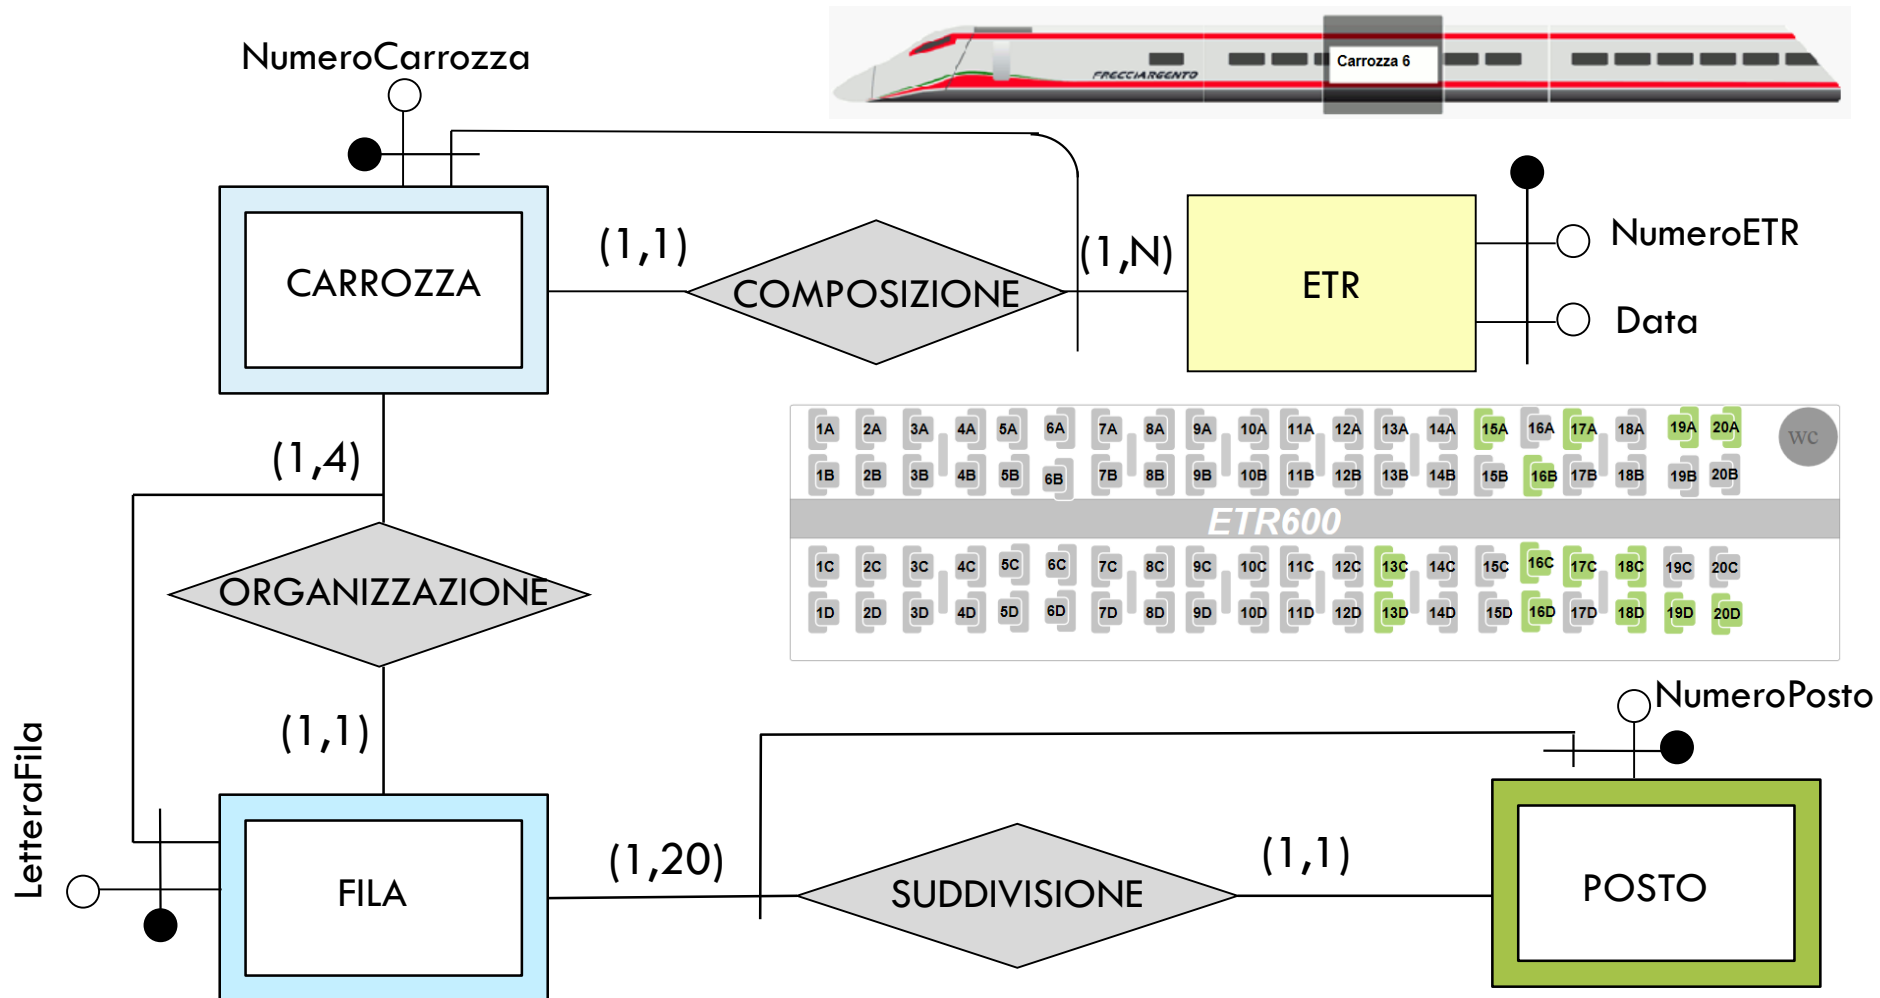 NumeroCarrozza
FRECCIARGENTO
Carrozza 6
(1,1)
(1,N)
NumeroETR
CARROZZA
COMPOSIZIONE
ETR
Data
(1,4)
1A 2A 3A 4A 5A 6A 7A 8A 9A 10A 11A 12A 13A 14A 15A 16A 17A 18A 19A 20A WC
1B 2B 3B 4B 5B 6B 7B 8B 9B 10B 11B 12B 13B 14B 15B 16B 17B 18B 19B 20B
ETR600
1C 2C 3C 4C 5C 6C 7C 8C 9C 10C 11C 12C 13C 14C 15C 16C 17C 18C 19C 20C
1D 2D 3D 4D 5D 6D 7D 8D 9D 10D 11D 12D 13D 14D 15D 16D 17D 18D 19D 20D
ORGANIZZAZIONE
(1,1)
NumeroPosto
LetteraFila
FILA
(1,20)
SUDDIVISIONE
(1,1)
POSTO